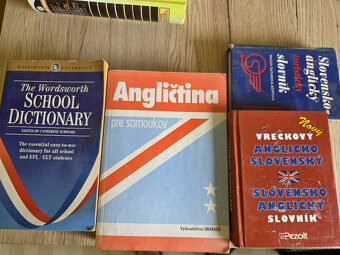 WORDSWORTH REFERENCE
The Wordsworth
SCHOOL
DICTIONARY
EDITED BY CATHERINE SCHWARZ
The essential easy-to-use
dictionary for all school
and EFL / ELT students
Angličtina
pre samoukov
Vydavateľstvo SMARAGD
Slovensko
anglický
turistický
slovník
Nový
VRECKOVÝ
ANGLICKO
SLOVENSKÝ
SLOVENSKO
ANGLICKÝ
SLOVNÍK
Pezolt